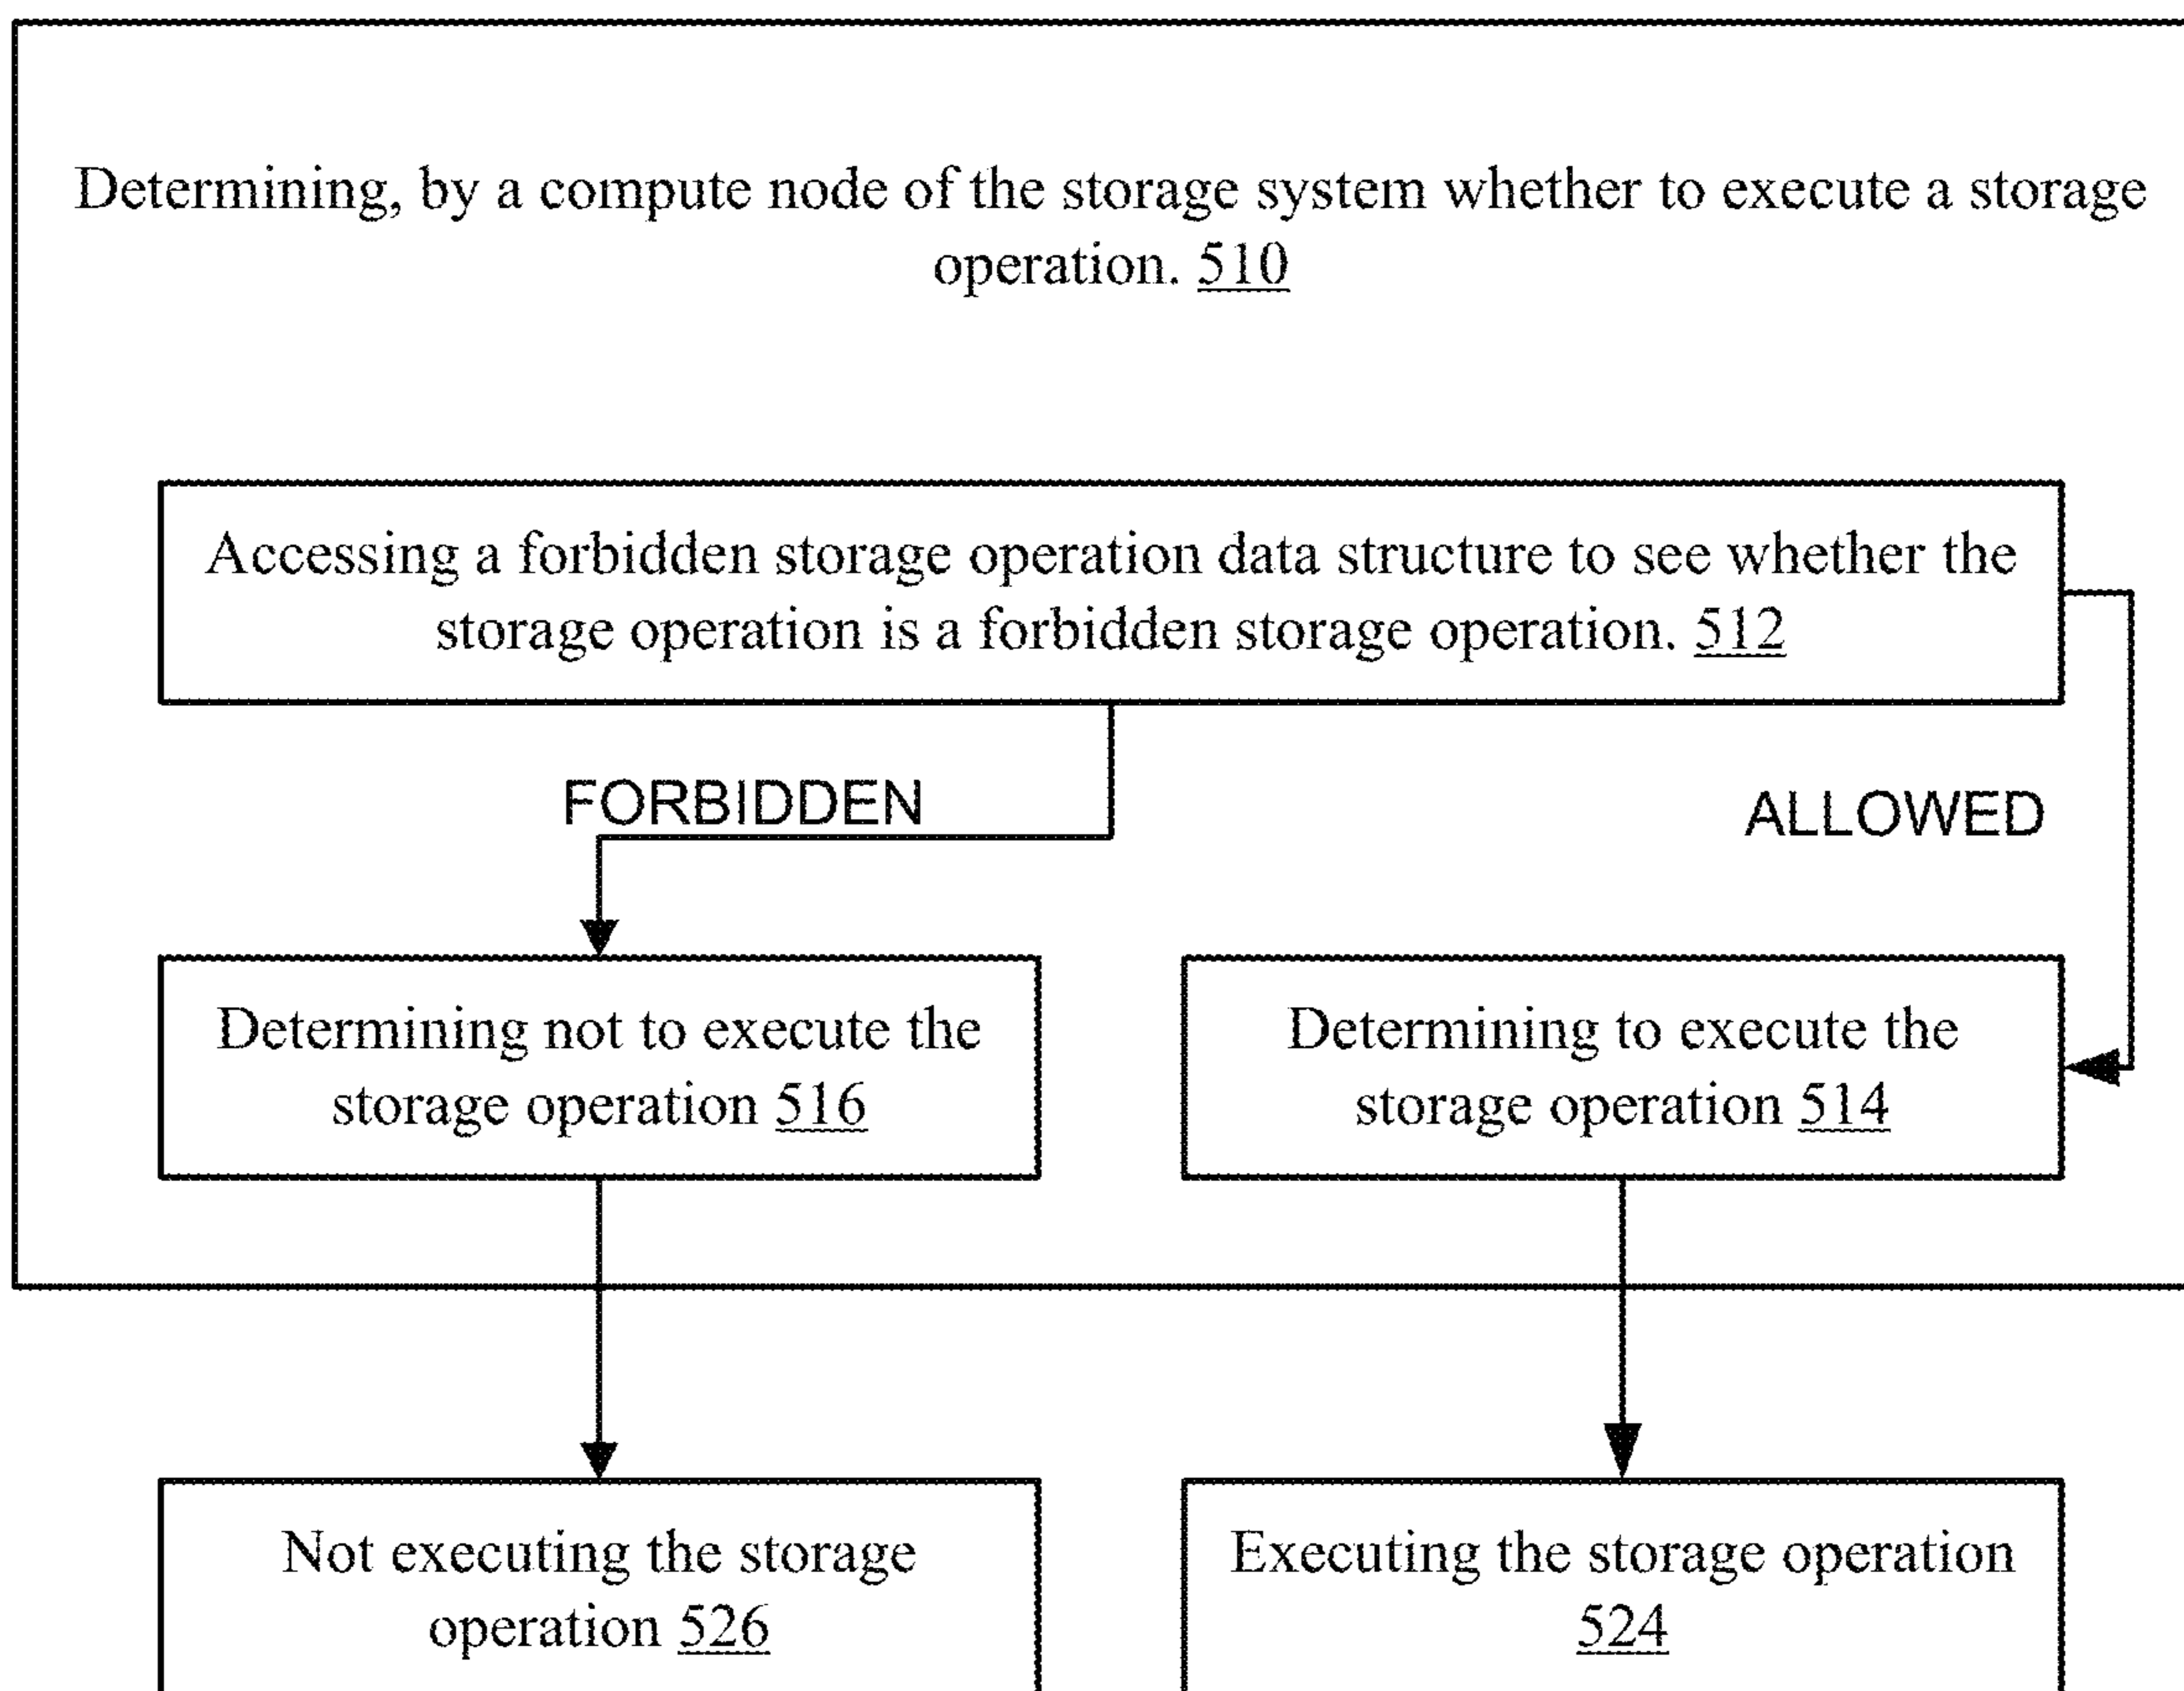 Determining, by a compute node of the storage system whether to execute a storage
operation. 510
Accessing a forbidden storage operation data structure to see whether the
storage operation is a forbidden storage operation. 512
FORBIDDEN
ALLOWED
Determining not to execute the
storage operation 516
Determining to execute the
storage operation 514
Not executing the storage
operation 526
Executing the storage operation
524